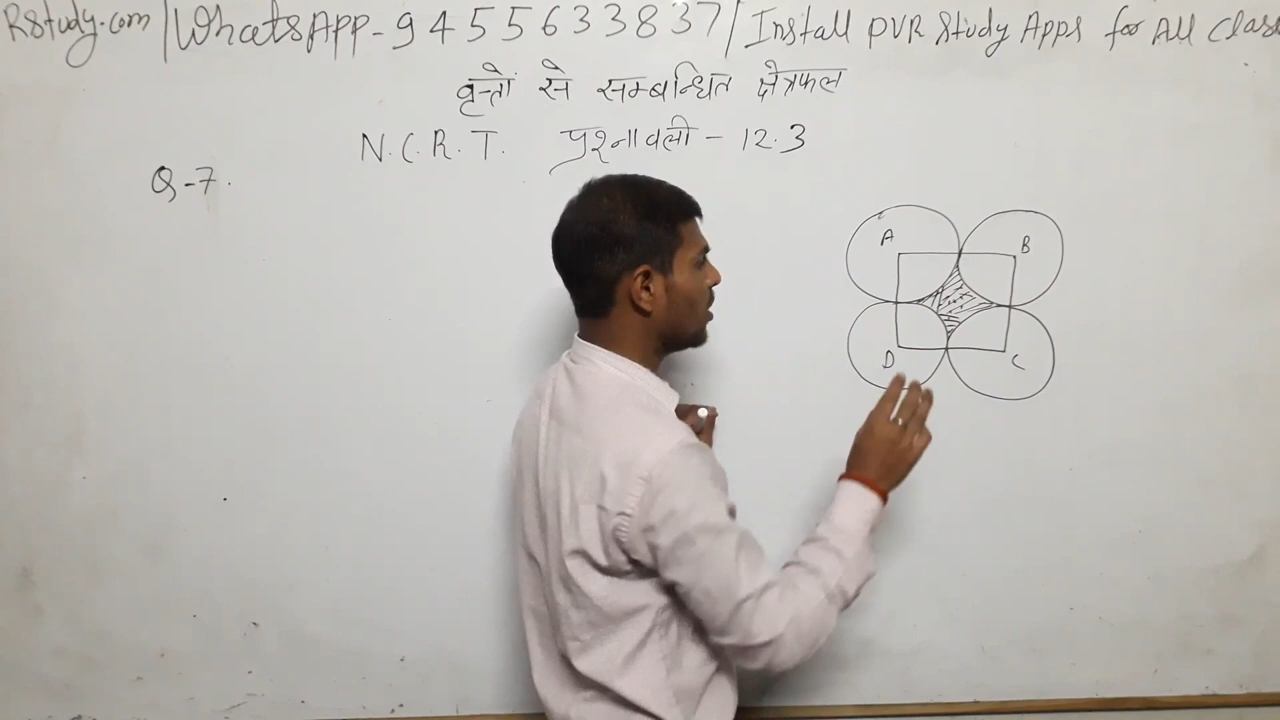 RStudy.com / WhatsApp - 9455633837 / Install PVR Study Apps for All Class
वृत्तों से सम्बन्धित क्षेत्रफल
N.C.R.T. प्रश्नावली - 12.3
Q-7.
A B
D C